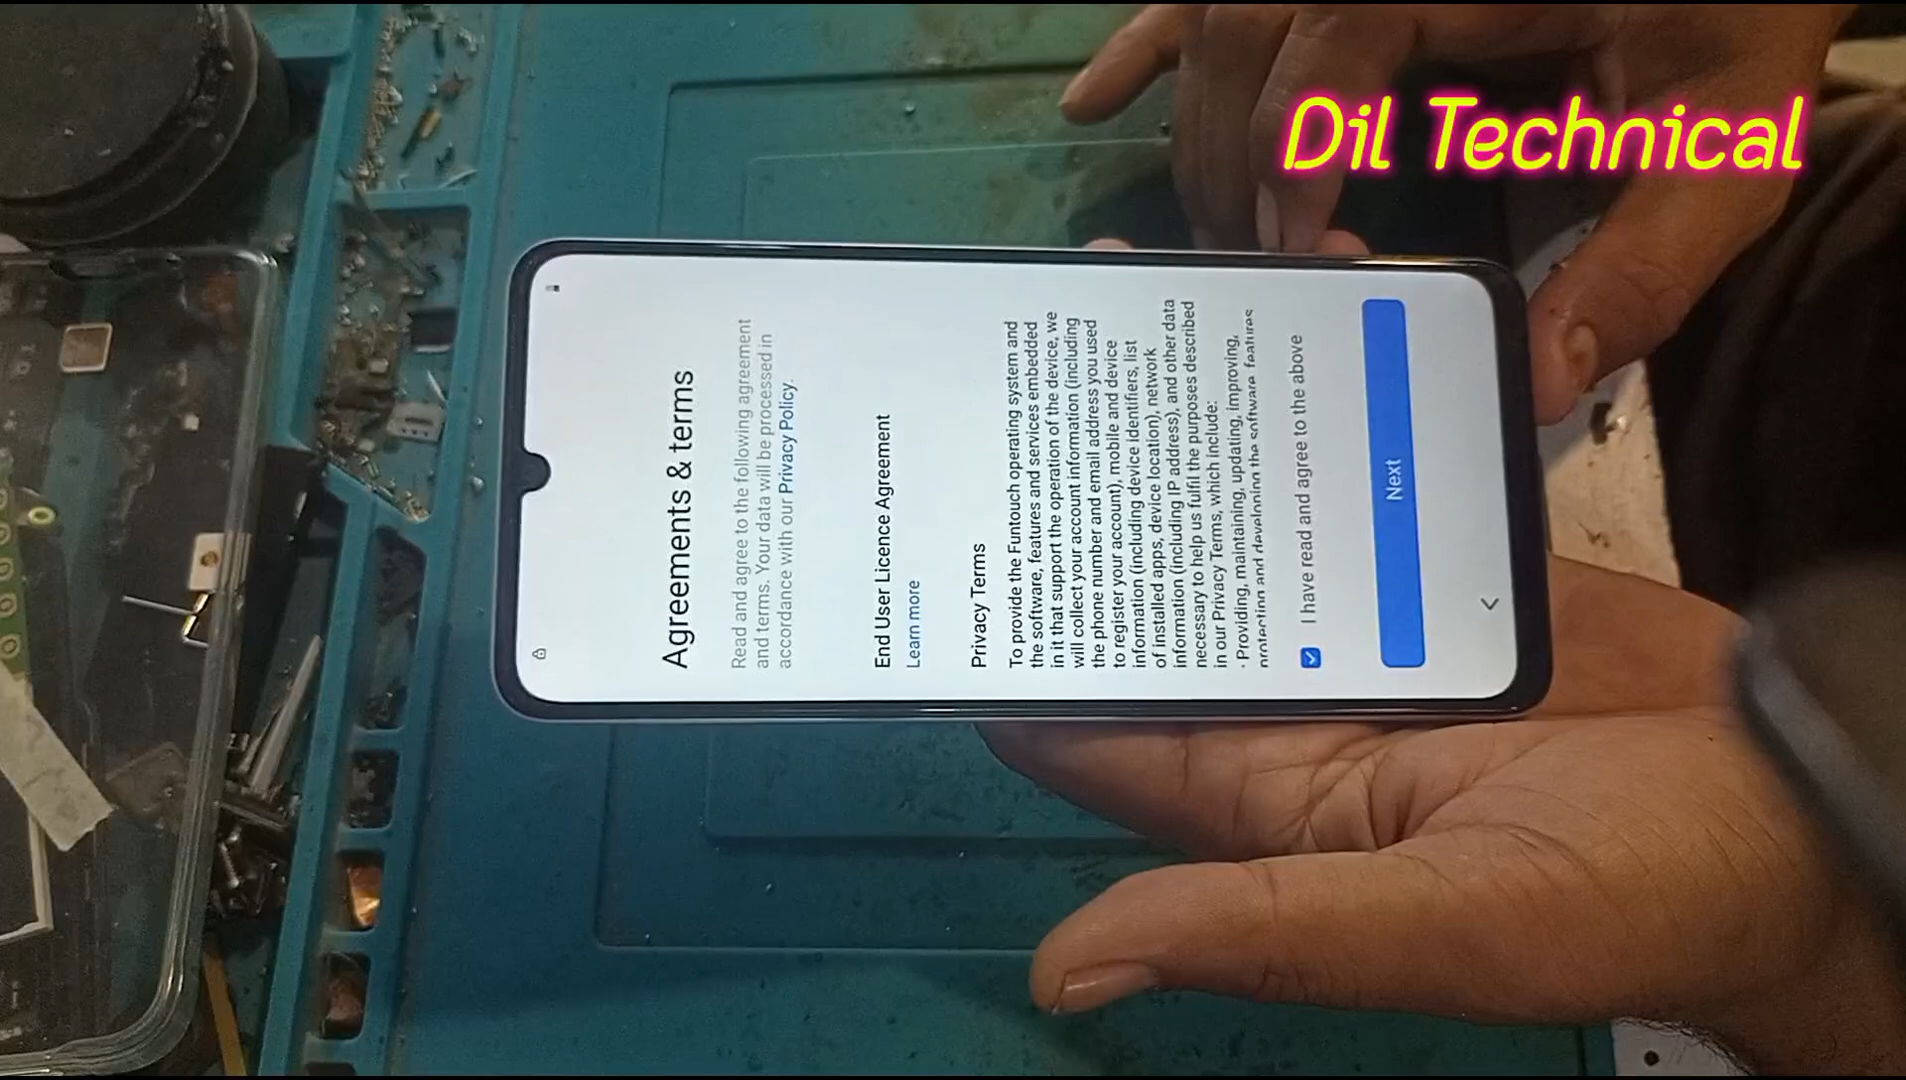 Dil Technical
Agreements & terms
Read and agree to the following agreement
and terms. Your data will be processed in
accordance with our Privacy Policy.
End User Licence Agreement
Learn more
Privacy Terms
To provide the Funtouch operating system and
the software, features and services embedded
in it that support the operation of the device, we
will collect your account information (including
the phone number and email address you used
to register your account), mobile and device
information (including device identifiers, list
of installed apps, device location), network
information (including IP address), and other data
necessary to help us fulfil the purposes described
in our Privacy Terms, which include:
· Providing, maintaining, updating, improving,
protection and developing the software features
I have read and agree to the above
Next